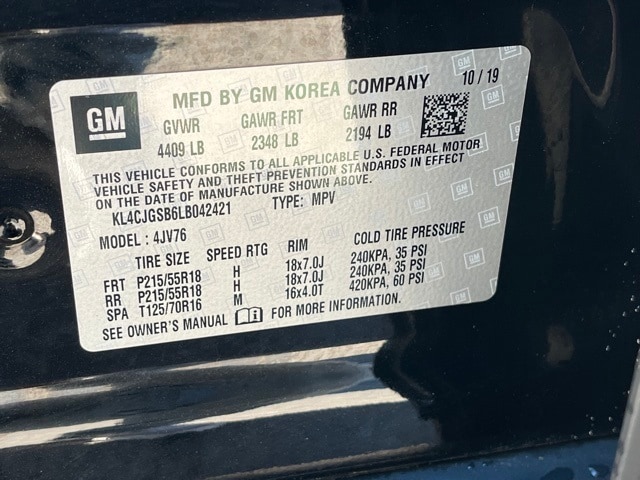 GM
MFD BY GM KOREA COMPANY 10 / 19
GVWR GAWR FRT GAWR RR
4409 LB 2348 LB 2194 LB
THIS VEHICLE CONFORMS TO ALL APPLICABLE U.S. FEDERAL MOTOR
VEHICLE SAFETY AND THEFT PREVENTION STANDARDS IN EFFECT
ON THE DATE OF MANUFACTURE SHOWN ABOVE.
KL4CJGSB6LB042421 TYPE: MPV
MODEL : 4JV76
TIRE SIZE SPEED RTG RIM COLD TIRE PRESSURE
FRT P215/55R18 H 18x7.0J 240KPA, 35 PSI
RR P215/55R18 H 18x7.0J 240KPA, 35 PSI
SPA T125/70R16 M 16x4.0T 420KPA, 60 PSI
SEE OWNER'S MANUAL FOR MORE INFORMATION.